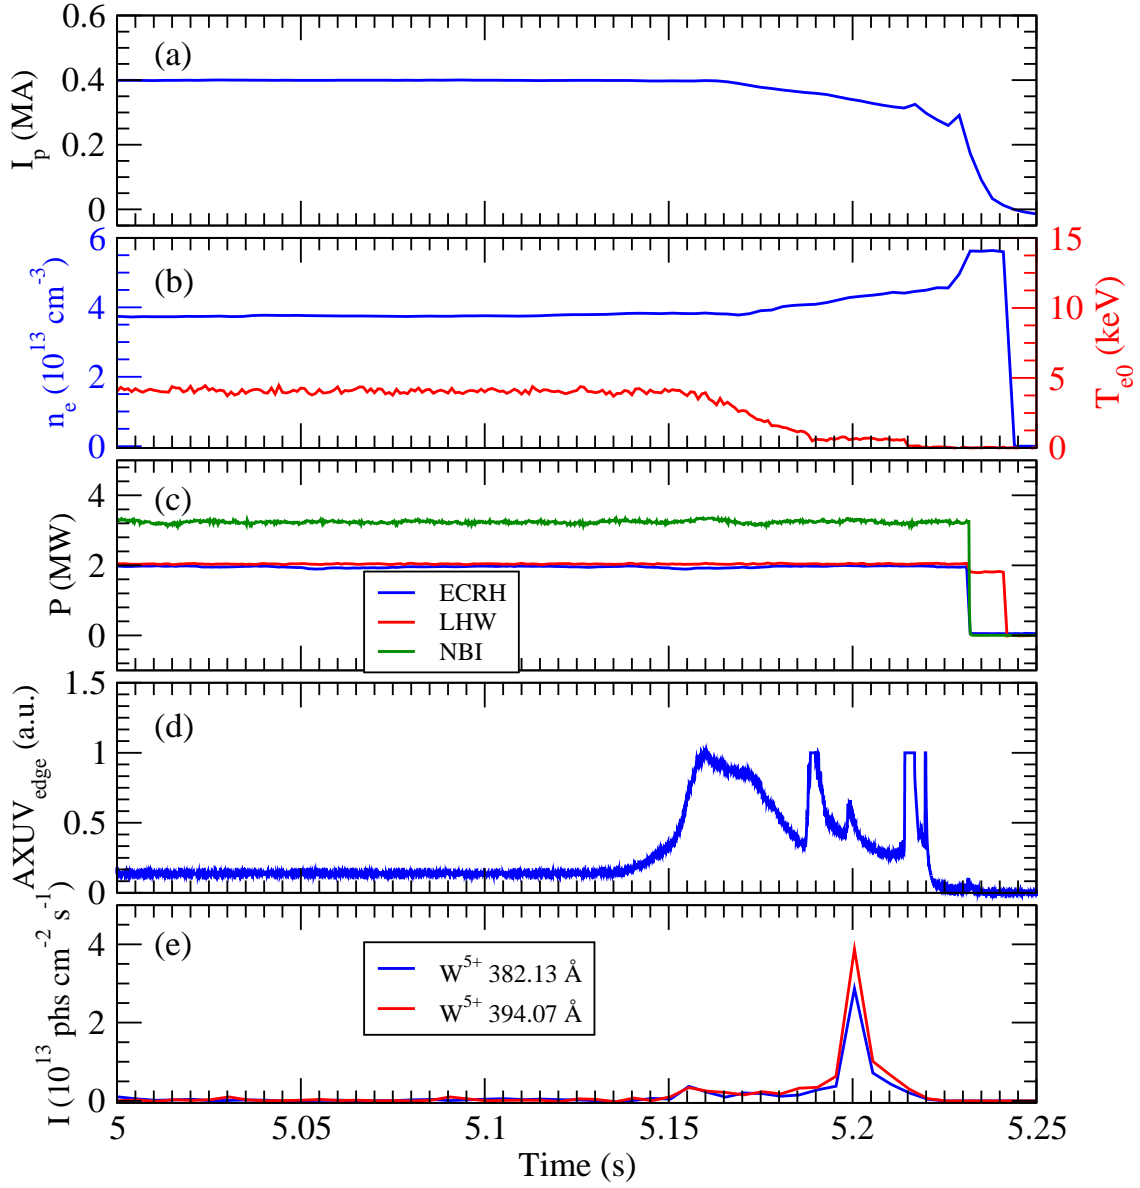 0.6
(a)
0.4
I_p (MA)
0.2
0
6
15
(b)
4
10
n_e (10^13 cm^-3)
T_e0 (keV)
2
5
0
0
(c)
4
P (MW)
2
ECRH
LHW
NBI
0
1.5
(d)
1
AXUV_edge (a.u.)
0.5
0
(e)
4
W^5+ 382.13 Å
W^5+ 394.07 Å
I (10^13 phs cm^-2 s^-1)
2
0
5 5.05 5.1 5.15 5.2 5.25
Time (s)